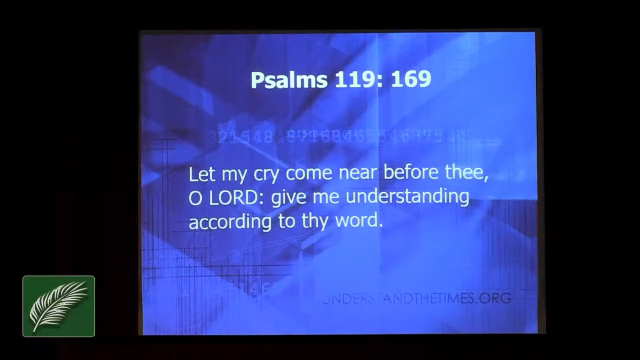 Psalms 119: 169
Let my cry come near before thee,
O LORD: give me understanding
according to thy word.
UNDERSTANDTHETIMES.ORG